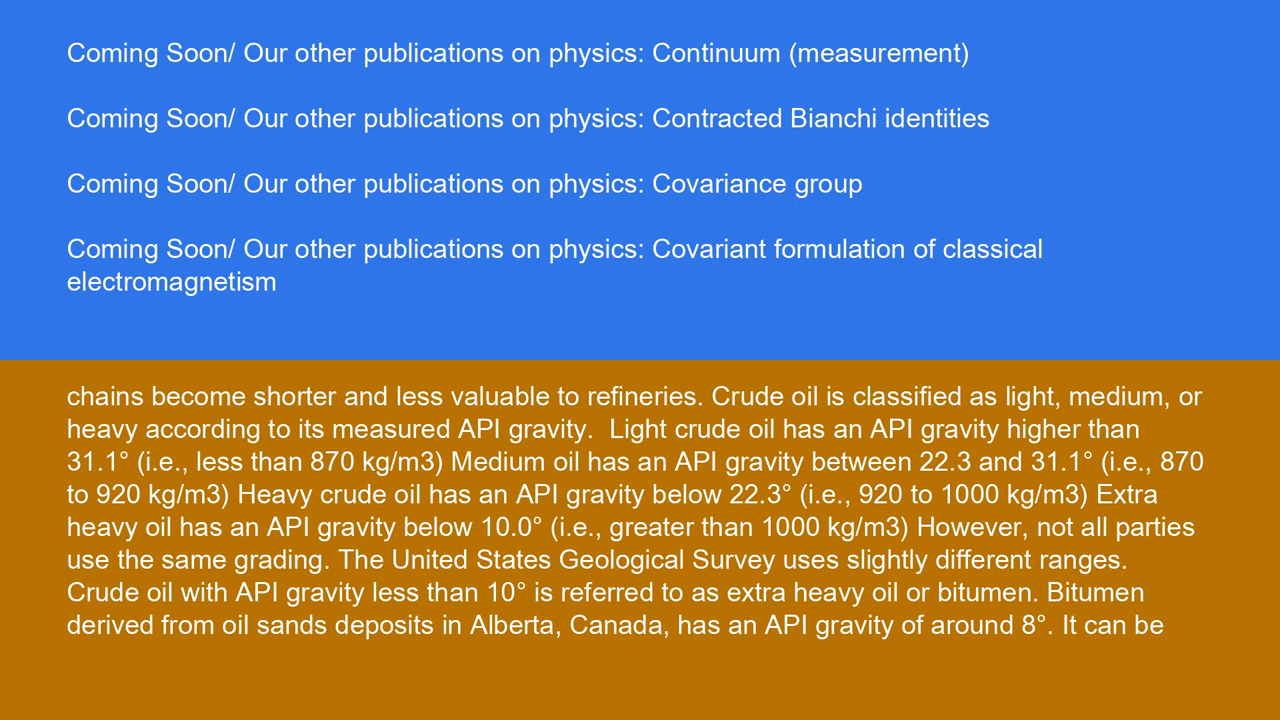 Coming Soon/ Our other publications on physics: Continuum (measurement)
Coming Soon/ Our other publications on physics: Contracted Bianchi identities
Coming Soon/ Our other publications on physics: Covariance group
Coming Soon/ Our other publications on physics: Covariant formulation of classical
electromagnetism
chains become shorter and less valuable to refineries. Crude oil is classified as light, medium, or
heavy according to its measured API gravity.  Light crude oil has an API gravity higher than
31.1° (i.e., less than 870 kg/m3) Medium oil has an API gravity between 22.3 and 31.1° (i.e., 870
to 920 kg/m3) Heavy crude oil has an API gravity below 22.3° (i.e., 920 to 1000 kg/m3) Extra
heavy oil has an API gravity below 10.0° (i.e., greater than 1000 kg/m3) However, not all parties
use the same grading. The United States Geological Survey uses slightly different ranges.
Crude oil with API gravity less than 10° is referred to as extra heavy oil or bitumen. Bitumen
derived from oil sands deposits in Alberta, Canada, has an API gravity of around 8°. It can be